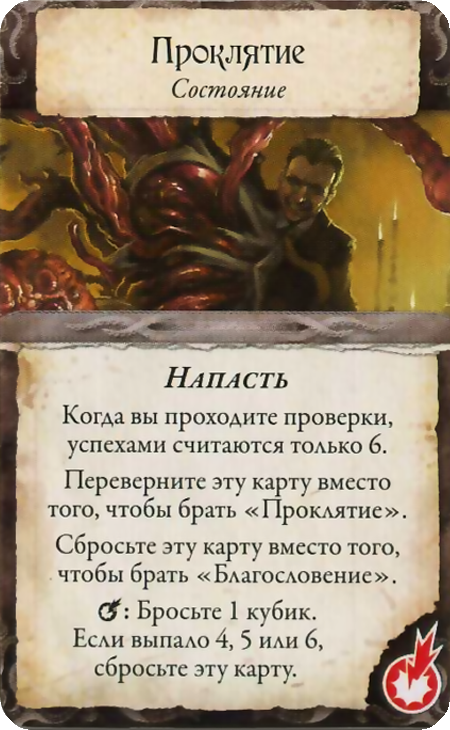 Проклятие
Состояние
Напасть
Когда вы проходите проверки,
успехами считаются только 6.
Переверните эту карту вместо
того, чтобы брать «Проклятие».
Сбросьте эту карту вместо того,
чтобы брать «Благословение».
: Бросьте 1 кубик.
Если выпало 4, 5 или 6,
сбросьте эту карту.